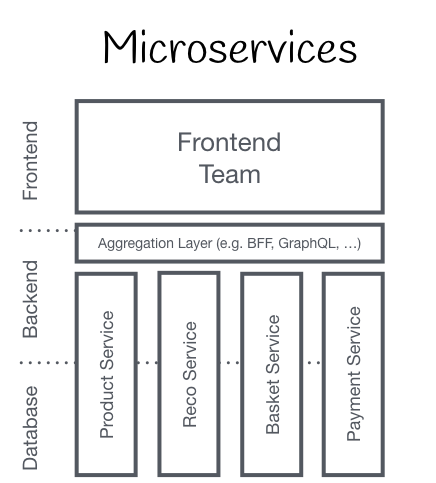 Microservices
Frontend
Frontend
Team
Aggregation Layer (e.g. BFF, GraphQL, ...)
Backend
Product Service
Reco Service
Basket Service
Payment Service
Database